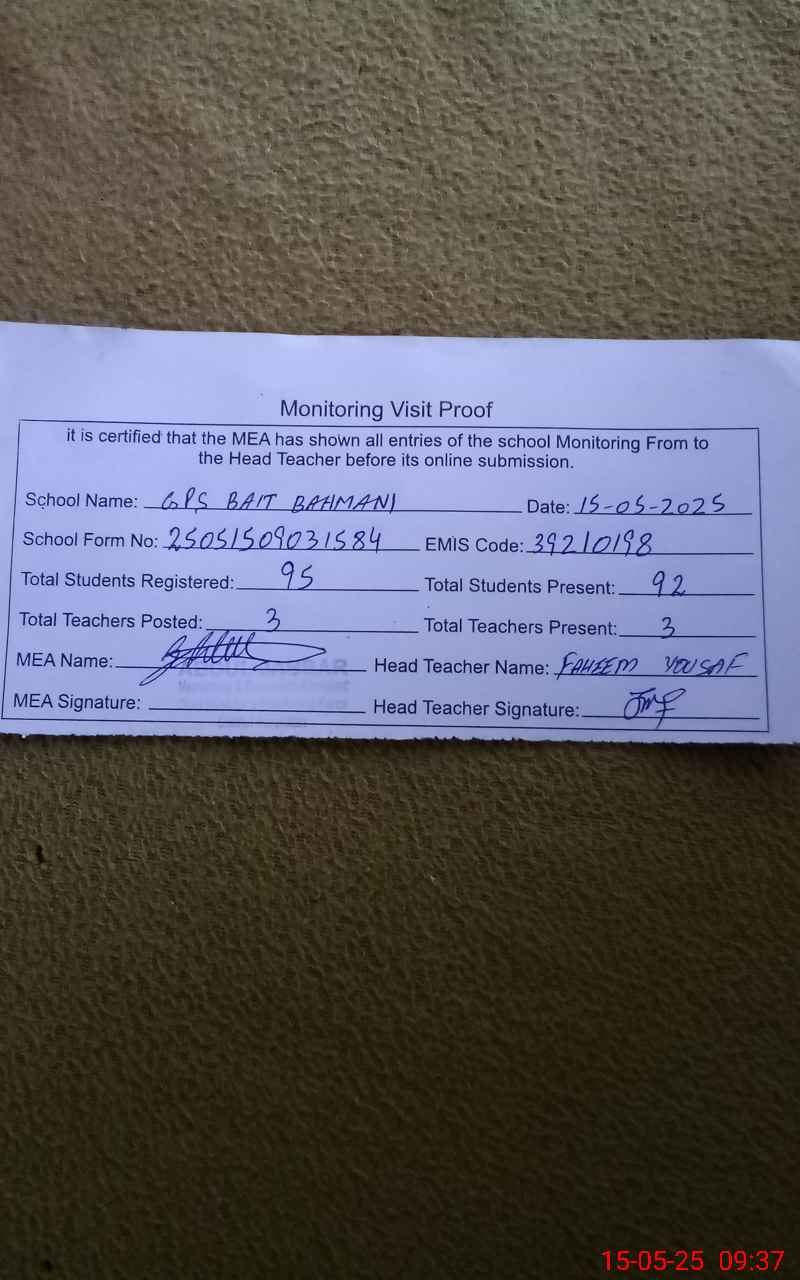 Monitoring Visit Proof
it is certified that the MEA has shown all entries of the school Monitoring From to
the Head Teacher before its online submission.
School Name: GPS BAIT BAHMANI Date: 15-05-2025
School Form No: 25051509031584 EMIS Code: 39210198
Total Students Registered: 95 Total Students Present: 92
Total Teachers Posted: 3 Total Teachers Present: 3
MEA Name: Head Teacher Name: FAHEEM YOUSAF
MEA Signature: Head Teacher Signature:
15-05-25 09:37